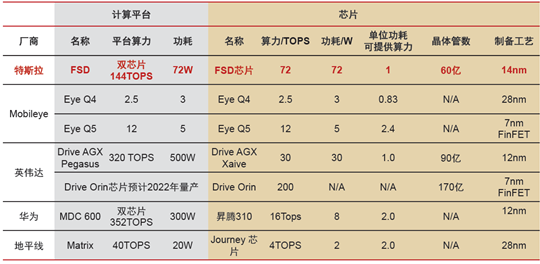 计算平台 芯片
厂商 名称 平台算力 功耗 名称 算力/TOPS 功耗/W 单位功耗可提供算力 晶体管数 制备工艺
特斯拉 FSD 双芯片 144TOPS 72W FSD芯片 72 72 1 60亿 14nm
Mobileye Eye Q4 2.5 3 Eye Q4 2.5 3 0.83 N/A 28nm
Eye Q5 12 5 Eye Q5 12 5 2.4 N/A 7nm FinFET
英伟达 Drive AGX Pegasus 320 TOPS 500W Drive AGX Xaive 30 30 1.0 90亿 12nm
Drive Orin芯片预计2022年量产 Drive Orin 200 N/A N/A 170亿 7nm FinFET
华为 MDC 600 双芯片 352TOPS 300W 昇腾310 16Tops 8 2.0 N/A 12nm
地平线 Matrix 40TOPS 20W Journey 芯片 4TOPS 2 2.0 N/A 28nm